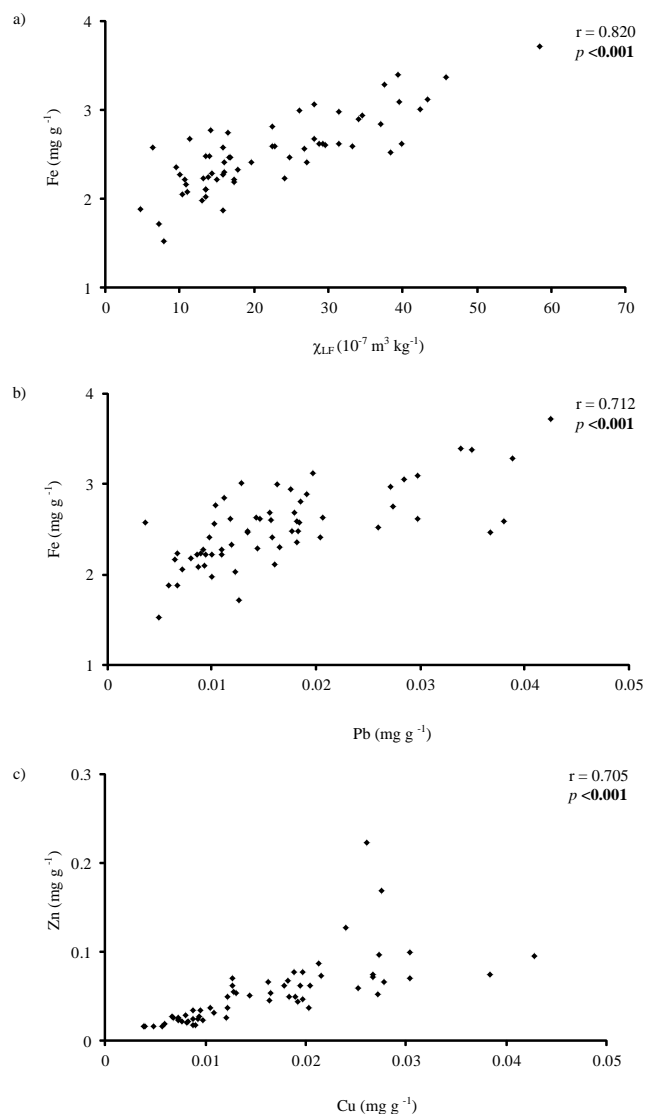 a)
r = 0.820
p <0.001
4
3
2
1
Fe (mg g -1)
0 10 20 30 40 50 60 70
χLF (10-7 m3 kg-1)
b)
r = 0.712
p <0.001
4
3
2
1
Fe (mg g -1)
0 0.01 0.02 0.03 0.04 0.05
Pb (mg g -1)
c)
r = 0.705
p <0.001
0.3
0.2
0.1
0
Zn (mg g -1)
0 0.01 0.02 0.03 0.04 0.05
Cu (mg g -1)